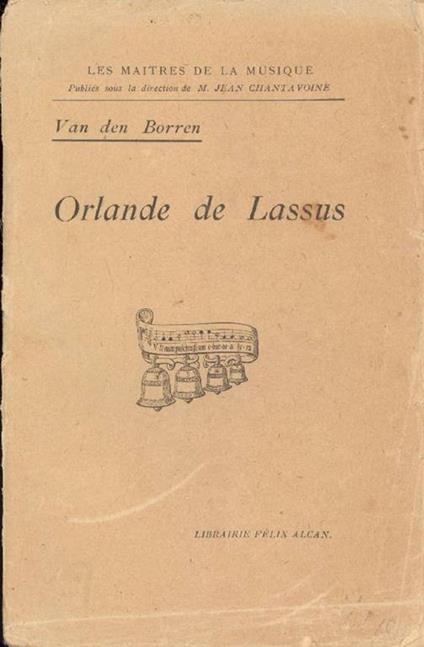 LES MAITRES DE LA MUSIQUE
Publiés sous la direction de M. JEAN CHANTAVOINE
Van den Borren
Orlande de Lassus
LIBRAIRIE FÉLIX ALCAN.